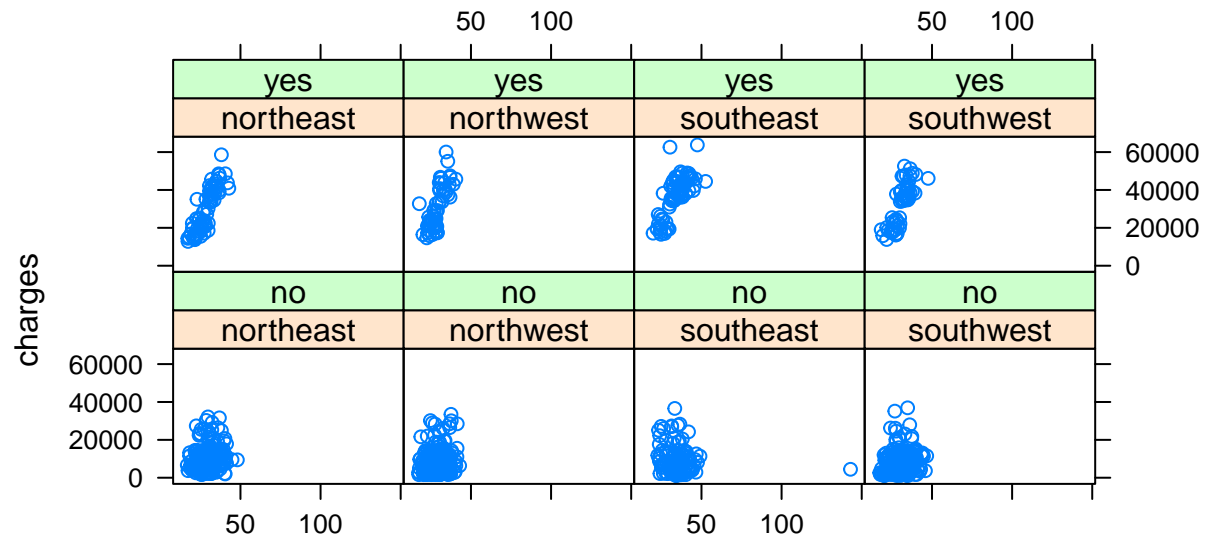 50 100 50 100
yes yes yes yes
northeast northwest southeast southwest
60000
40000
20000
0
no no no no
northeast northwest southeast southwest
charges
60000
40000
20000
0
50 100 50 100